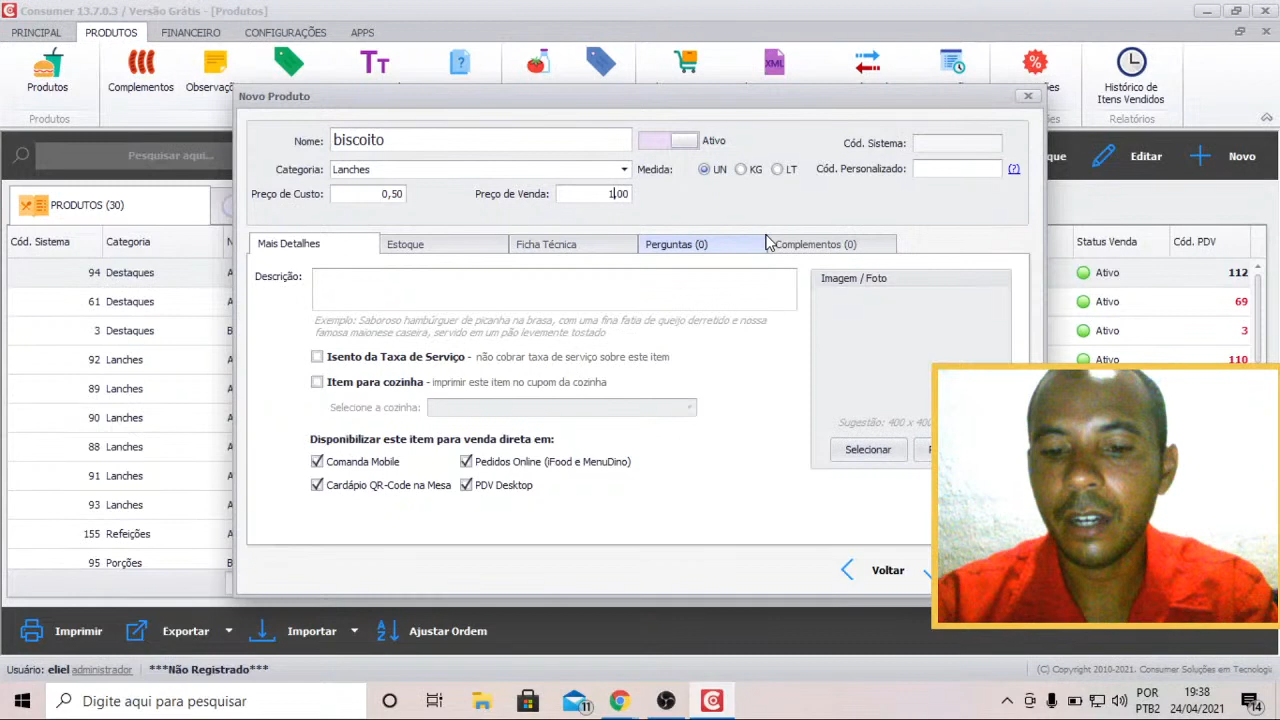 Consumer 13.7.0.3 / Versão Grátis - [Produtos]
PRINCIPAL PRODUTOS FINANCEIRO CONFIGURAÇÕES APPS
TT XML
Produtos Complementos Histórico de
Itens Vendidos
Produtos Relatórios
Novo Produto
Nome: biscoito Ativo Cód. Sistema:
Pesquisar aqui... Editar Novo
Categoria: Lanches Medida: UN KG LT Cód. Personalizado: (?)
Preço de Custo: 0,50 Preço de Venda: 1,00
PRODUTOS (30)
Mais Detalhes Estoque Ficha Técnica Perguntas (0) Complementos (0)
Cód. Sistema Categoria Status Venda Cód. PDV
94 Destaques Ativo 112
Descrição: Imagem / Foto
61 Destaques Ativo 69
Exemplo: Saboroso hambúrguer de picanha na brasa, com uma fina fatia de queijo derretido e nossa
famosa maionese caseira, servido em um pão levemente tostado
3 Destaques Ativo 3
Isento da Taxa de Serviço - não cobrar taxa de serviço sobre este item
92 Lanches Ativo 110
Item para cozinha - imprimir este item no cupom da cozinha
89 Lanches
Selecione a cozinha:
90 Lanches Sugestão: 400 x 400
Disponibilizar este item para venda direta em:
88 Lanches Selecionar
Comanda Mobile Pedidos Online (iFood e MenuDino)
91 Lanches
Cardápio QR-Code na Mesa PDV Desktop
93 Lanches
155 Refeições
95 Porções
Voltar
Imprimir Exportar Importar Ajustar Ordem
Usuário: eliel administrador ***Não Registrado*** (C) Copyright 2010-2021. Consumer Soluções em Tecnologi
Digite aqui para pesquisar 11 POR
PTB2 19:38
24/04/2021 14